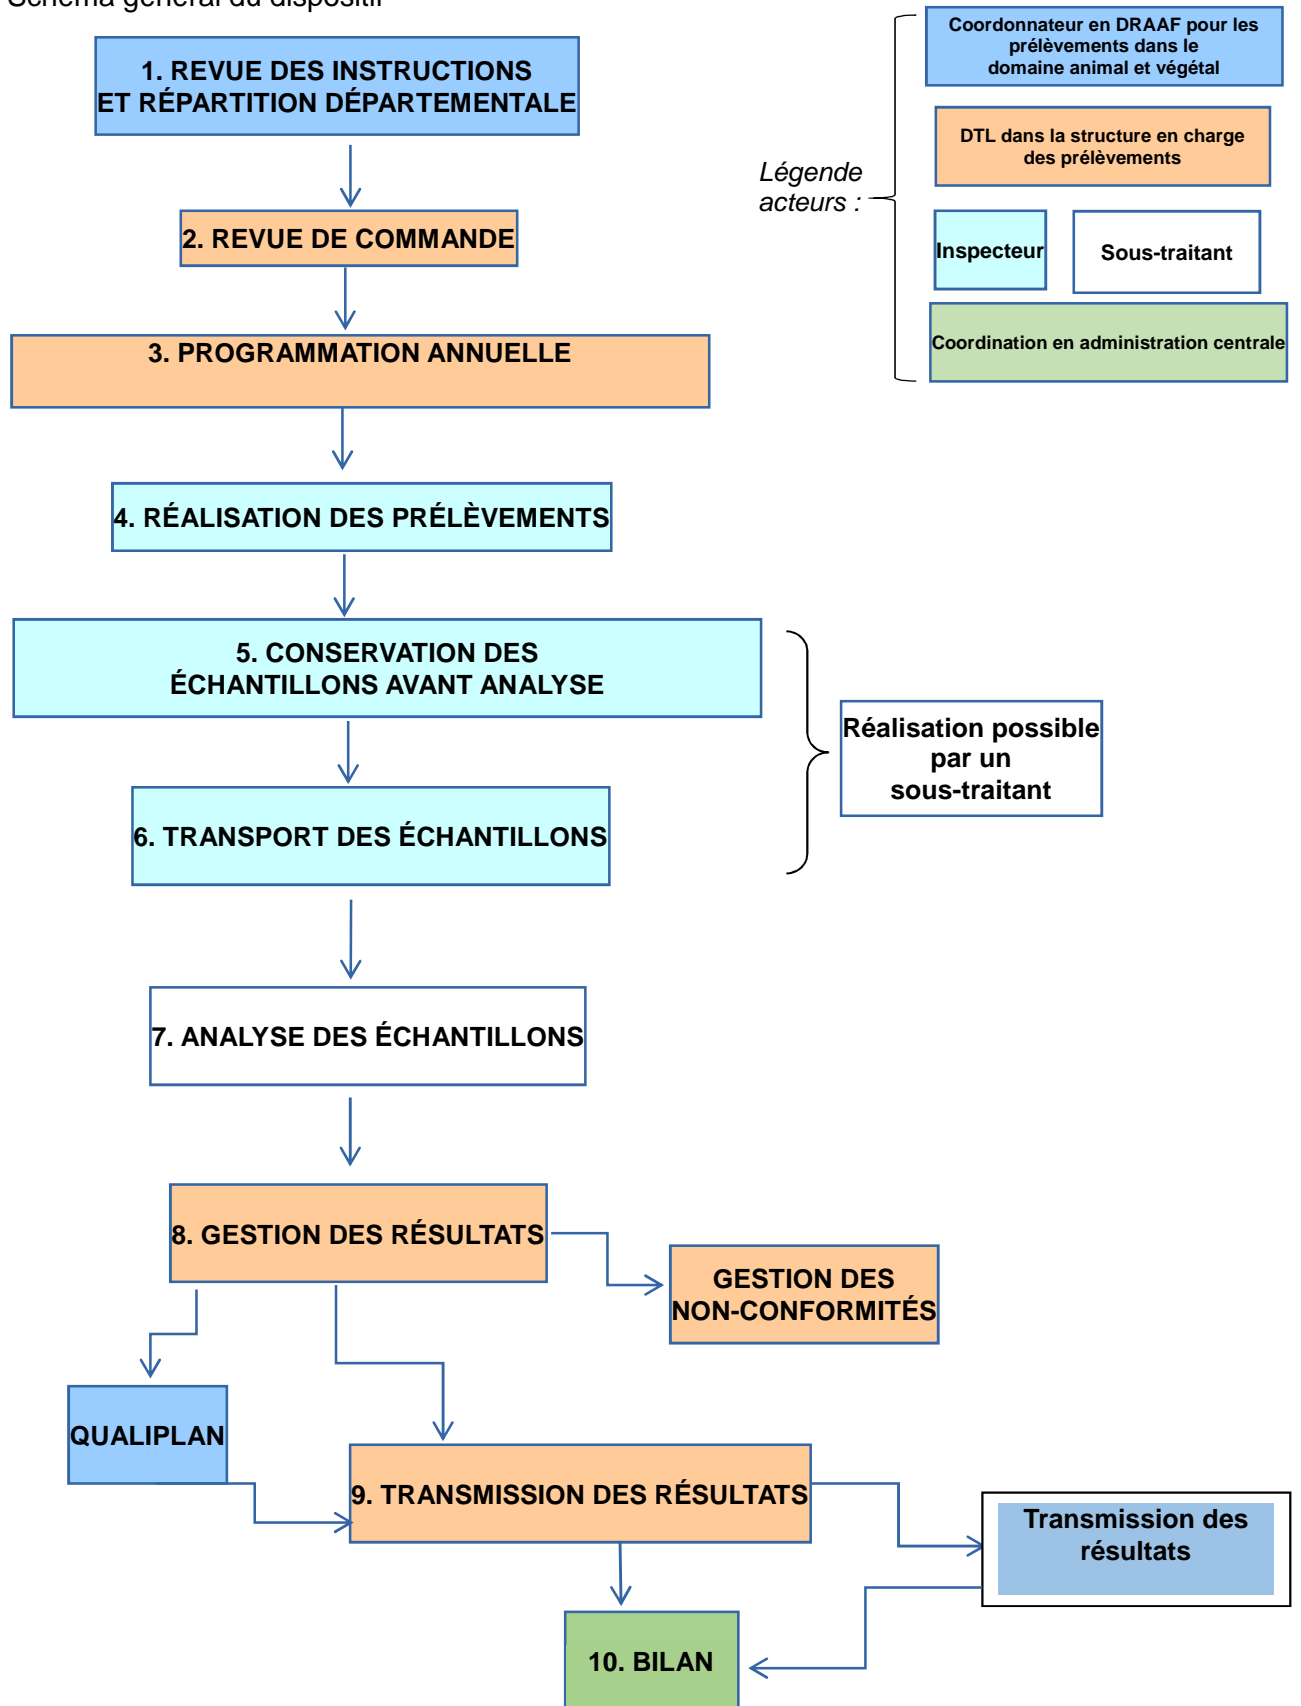 Schéma général du dispositif
1. REVUE DES INSTRUCTIONS
ET RÉPARTITION DÉPARTEMENTALE
2. REVUE DE COMMANDE
3. PROGRAMMATION ANNUELLE
4. RÉALISATION DES PRÉLÈVEMENTS
5. CONSERVATION DES
ÉCHANTILLONS AVANT ANALYSE
6. TRANSPORT DES ÉCHANTILLONS
7. ANALYSE DES ÉCHANTILLONS
8. GESTION DES RÉSULTATS
GESTION DES
NON-CONFORMITÉS
QUALIPLAN
9. TRANSMISSION DES RÉSULTATS
Transmission des
résultats
10. BILAN
Légende
acteurs :
Coordonnateur en DRAAF pour les
prélèvements dans le
domaine animal et végétal
DTL dans la structure en charge
des prélèvements
Inspecteur
Sous-traitant
Coordination en administration centrale
Réalisation possible
par un
sous-traitant